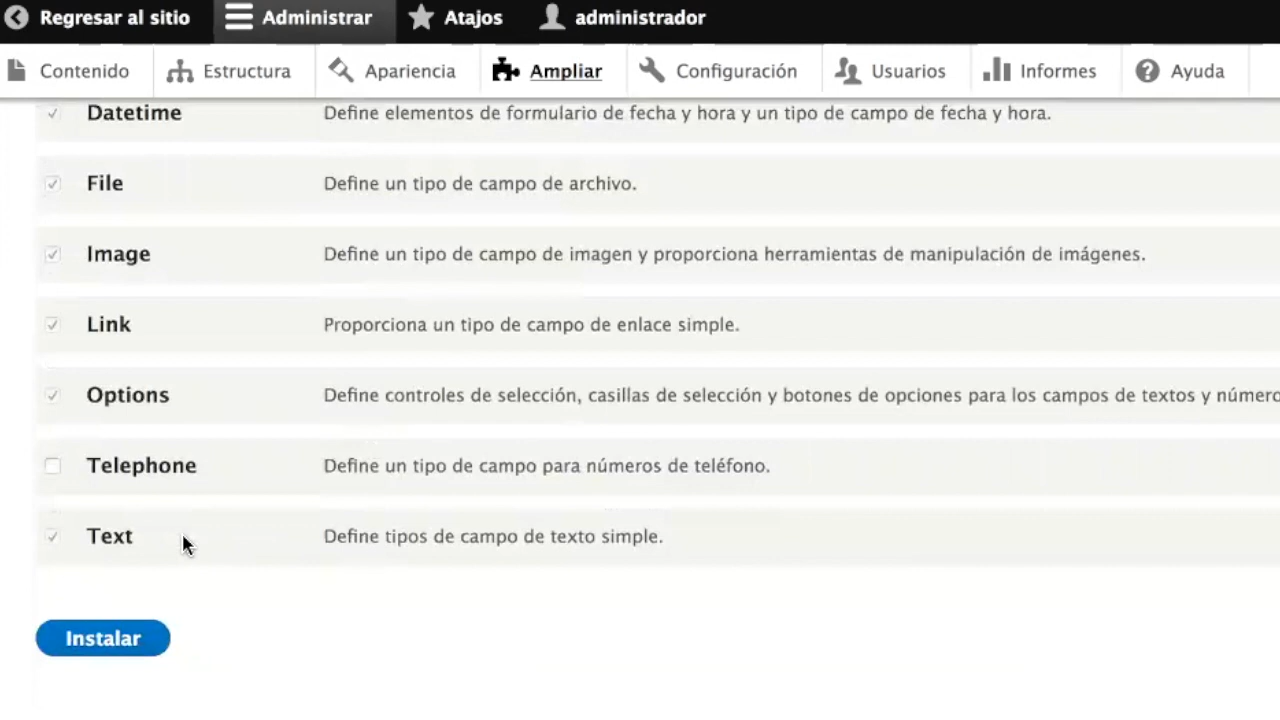 Regresar al sitio Administrar Atajos administrador
Contenido Estructura Apariencia Ampliar Configuración Usuarios Informes Ayuda
Datetime Define elementos de formulario de fecha y hora y un tipo de campo de fecha y hora.
File Define un tipo de campo de archivo.
Image Define un tipo de campo de imagen y proporciona herramientas de manipulación de imágenes.
Link Proporciona un tipo de campo de enlace simple.
Options Define controles de selección, casillas de selección y botones de opciones para los campos de textos y número
Telephone Define un tipo de campo para números de teléfono.
Text Define tipos de campo de texto simple.
Instalar